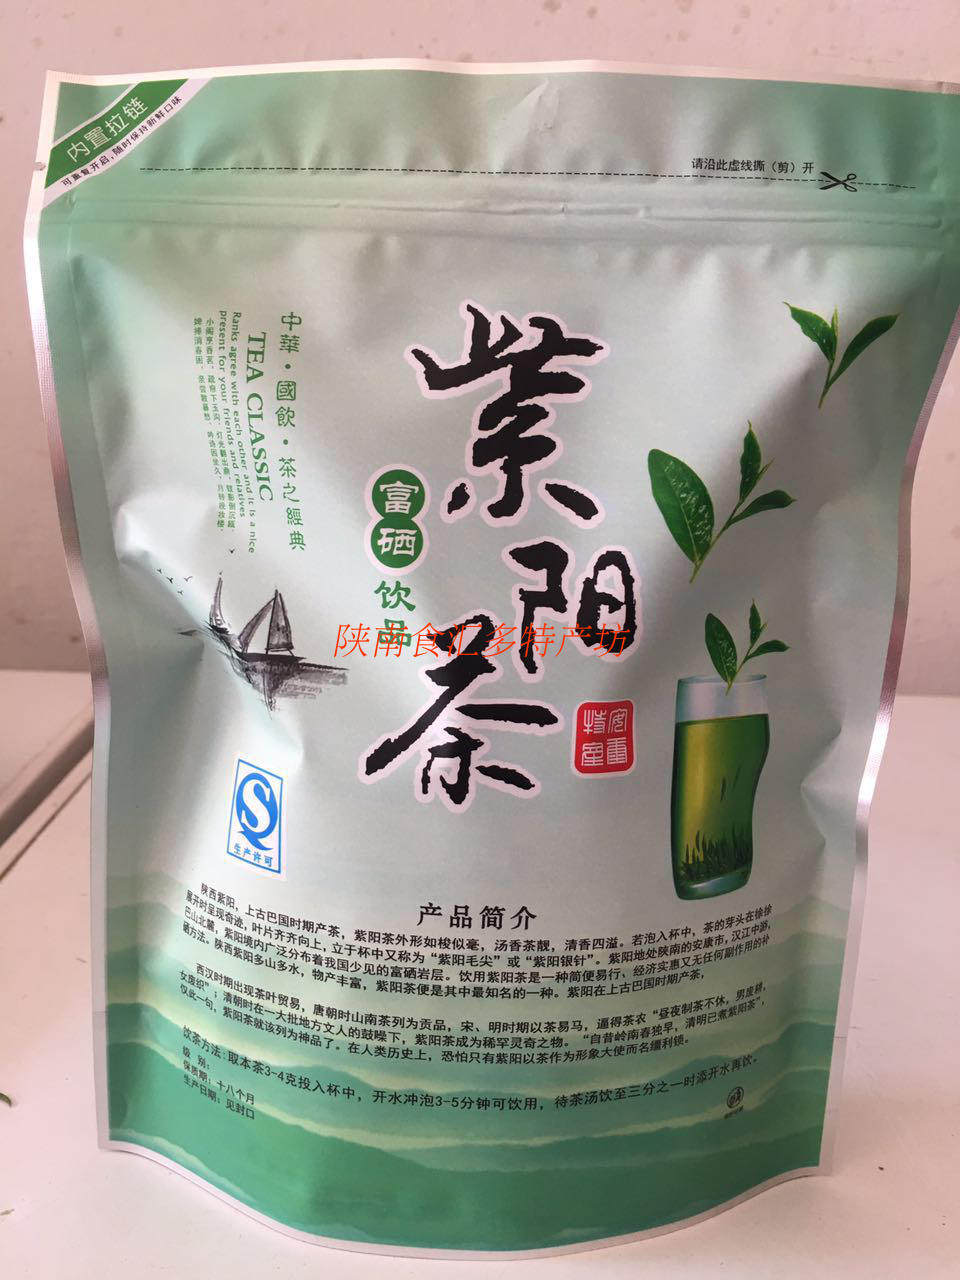 内置拉链
可重复开启,随时保持新鲜口味
请沿此虚线撕（剪）开
中華·國飲·茶之經典
TEA CLASSIC
Ranks agree with each other and it is a nice
present for your friends and relatives
紫阳茶
富硒饮品
陕南食汇多特产坊
安康
特産
生产许可
产品简介
陕西紫阳，上古巴国时期产茶，紫阳茶外形如梭似毫，汤香茶靓，清香四溢。若泡入杯中，茶的芽头在徐徐
展开时呈现奇迹，叶片齐齐向上，立于杯中又称为“紫阳毛尖”或“紫阳银针”。紫阳地处陕南的安康市，汉江中游，
巴山北麓，紫阳境内广泛分布着我国少见的富硒岩层。饮用紫阳茶是一种简便易行、经济实惠又无任何副作用的补
硒方法。陕西紫阳多山多水，物产丰富，紫阳茶便是其中最知名的一种。紫阳在上古巴国时期产茶，
西汉时期出现茶叶贸易，唐朝时山南茶列为贡品，宋、明时期以茶易马，逼得茶农“昼夜制茶不休，男废耕，
女废织”；清朝时在一大批地方文人的鼓噪下，紫阳茶成为稀罕灵奇之物。“自昔岭南春独早，清明已煮紫阳茶”，
仅此一句，紫阳茶就该列为神品了。在人类历史上，恐怕只有紫阳以茶作为形象大使而名缰利锁。
饮茶方法：取本茶3-4克投入杯中，开水冲泡3-5分钟可饮用，待茶汤饮至三分之一时添开水再饮。
级 别：
保质期：十八个月
生产日期：见封口